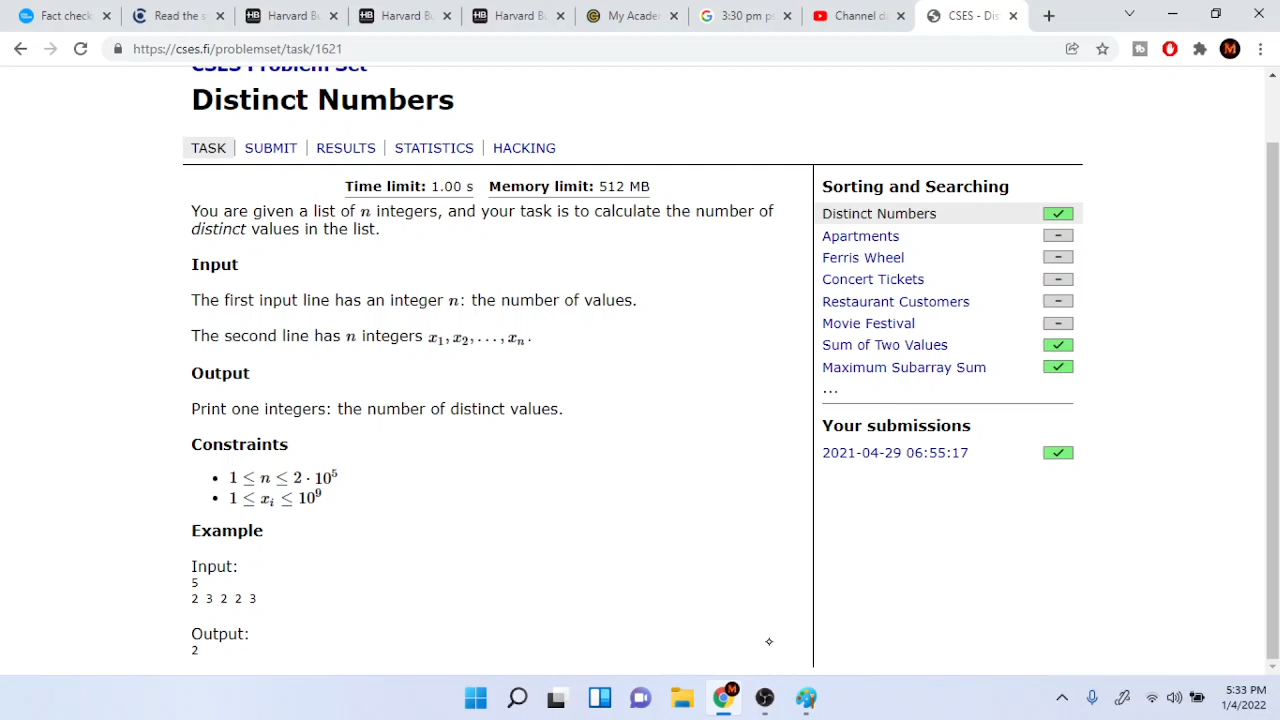 Fact check
Read the s
Harvard Bu
Harvard Bu
Harvard Bu
My Acade
3:30 pm ps
Channel d
CSES - Dis
https://cses.fi/problemset/task/1621
CSES Problem Set
Distinct Numbers
TASK SUBMIT RESULTS STATISTICS HACKING
Time limit: 1.00 s Memory limit: 512 MB
You are given a list of n integers, and your task is to calculate the number of
distinct values in the list.
Input
The first input line has an integer n: the number of values.
The second line has n integers x₁, x₂, . . . , xₙ.
Output
Print one integers: the number of distinct values.
Constraints
• 1 ≤ n ≤ 2 · 10⁵
• 1 ≤ xᵢ ≤ 10⁹
Example
Input:
5
2 3 2 2 3
Output:
2
Sorting and Searching
Distinct Numbers
Apartments
Ferris Wheel
Concert Tickets
Restaurant Customers
Movie Festival
Sum of Two Values
Maximum Subarray Sum
...
Your submissions
2021-04-29 06:55:17
5:33 PM
1/4/2022